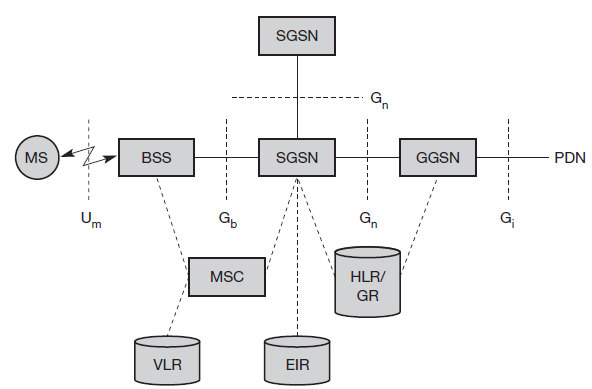 SGSN
Gn
MS
BSS
SGSN
GGSN
PDN
Um
Gb
Gn
Gi
MSC
HLR/
GR
VLR
EIR